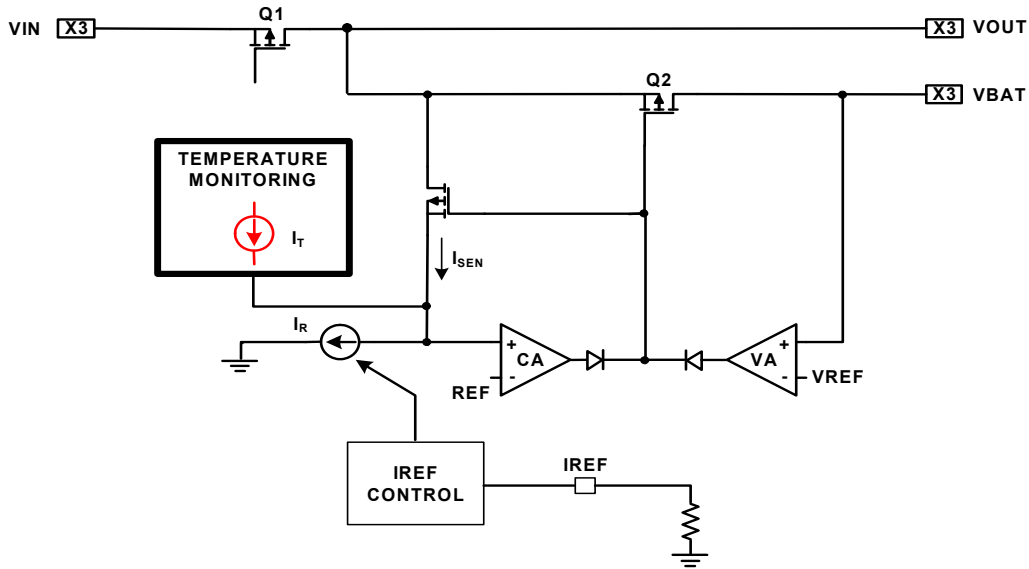 Q1
VIN X3
X3 VOUT
Q2
X3 VBAT
TEMPERATURE
MONITORING
IT
ISEN
IR
+
CA
-
REF
+
VA
-
VREF
IREF
CONTROL
IREF